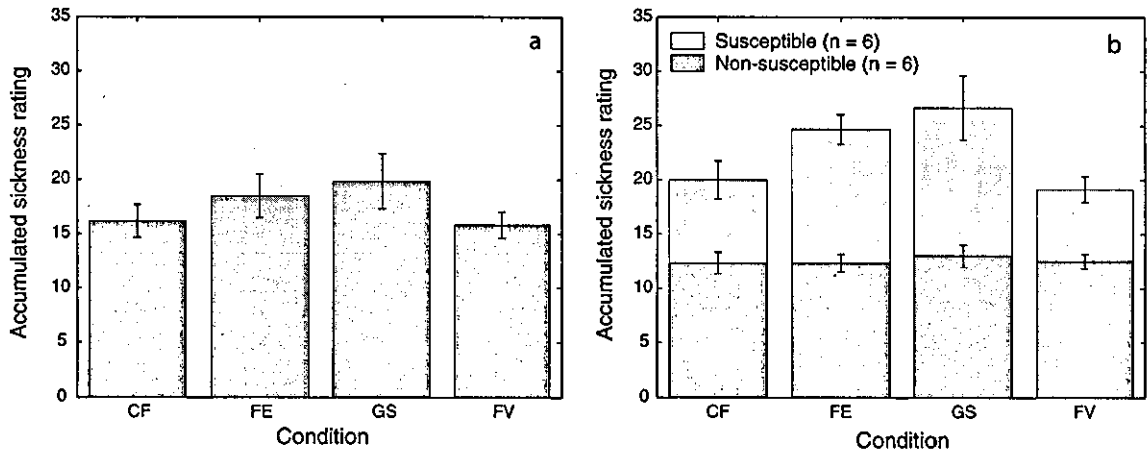 a
35
30
25
20
15
10
5
0
Accumulated sickness rating
CF FE GS FV
Condition
b
Susceptible (n = 6)
Non-susceptible (n = 6)
35
30
25
20
15
10
5
0
Accumulated sickness rating
CF FE GS FV
Condition